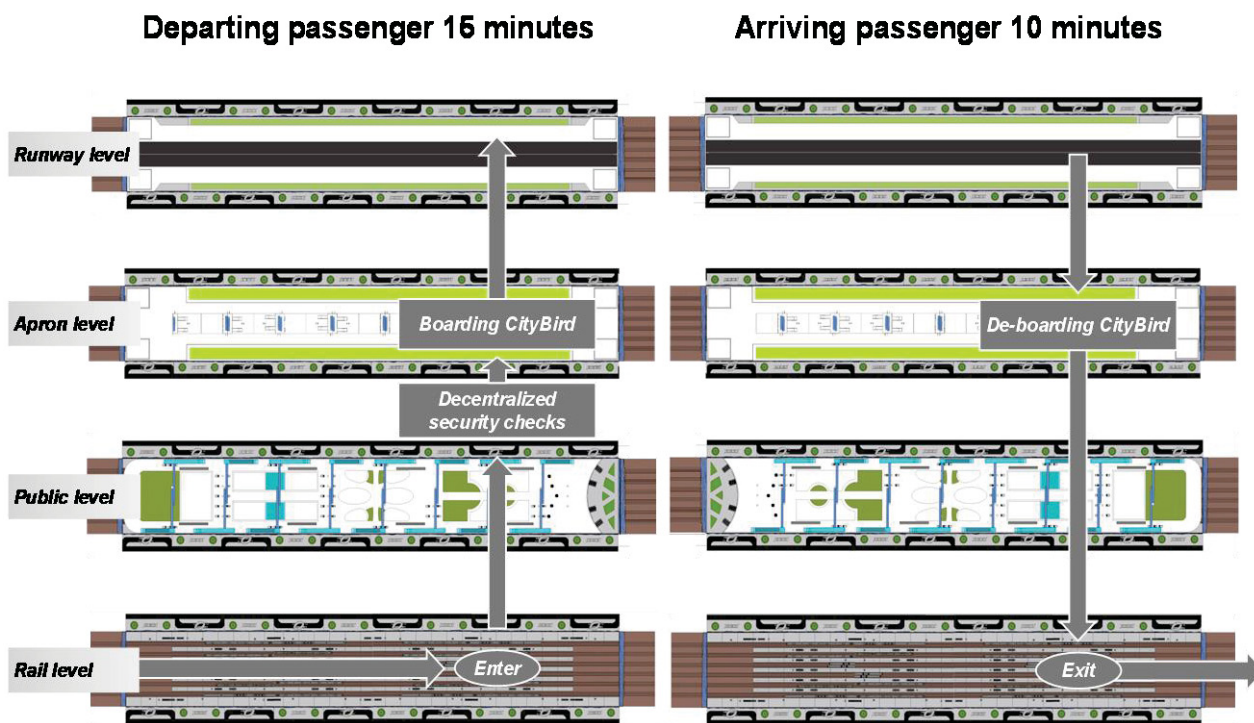 Departing passenger 15 minutes
Arriving passenger 10 minutes
Runway level
Apron level
Boarding CityBird
De-boarding CityBird
Decentralized
security checks
Public level
Rail level
Enter
Exit